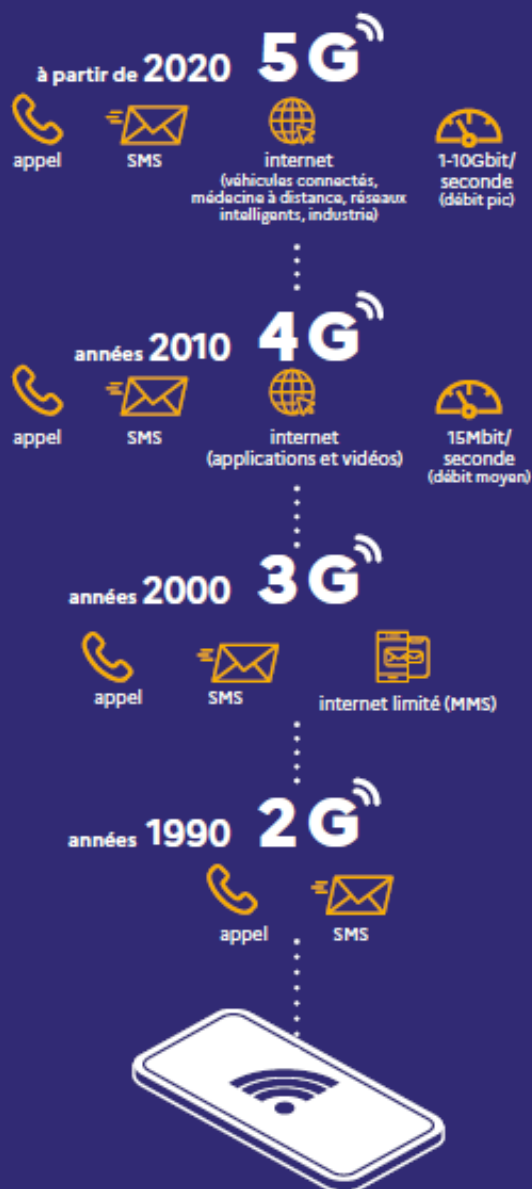 à partir de 2020 5G
appel SMS internet 1-10Gbit/
(véhicules connectés, seconde
médecine à distance, réseaux (débit pic)
intelligents, industrie)
années 2010 4G
appel SMS internet 15Mbit/
(applications et vidéos) seconde
(débit moyen)
années 2000 3G
appel SMS internet limité (MMS)
années 1990 2G
appel SMS